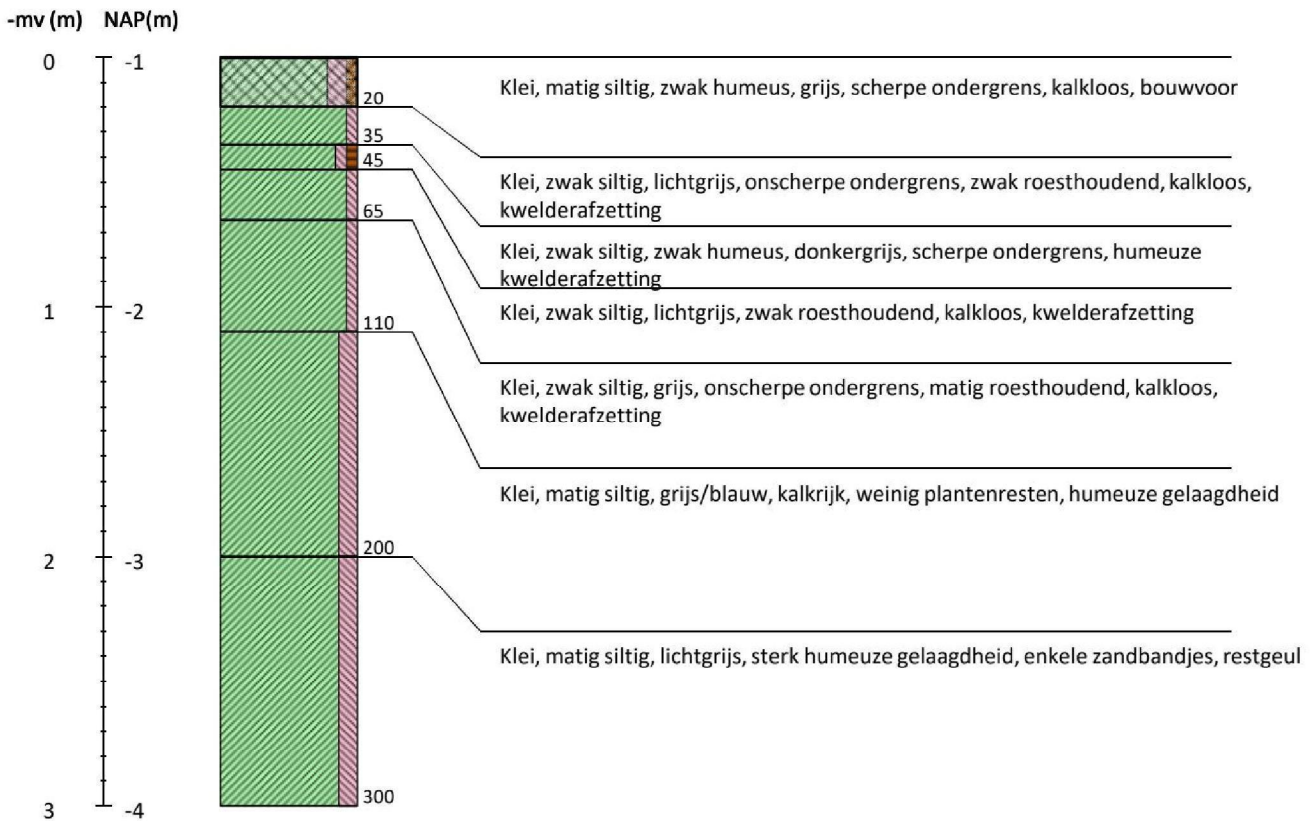 -mv (m) NAP(m)
0 -1
Klei, matig siltig, zwak humeus, grijs, scherpe ondergrens, kalkloos, bouwvoor
20
35
45
Klei, zwak siltig, lichtgrijs, onscherpe ondergrens, zwak roesthoudend, kalkloos,
kwelderafzetting
65
Klei, zwak siltig, zwak humeus, donkergrijs, scherpe ondergrens, humeuze
kwelderafzetting
1 -2
Klei, zwak siltig, lichtgrijs, zwak roesthoudend, kalkloos, kwelderafzetting
110
Klei, zwak siltig, grijs, onscherpe ondergrens, matig roesthoudend, kalkloos,
kwelderafzetting
Klei, matig siltig, grijs/blauw, kalkrijk, weinig plantenresten, humeuze gelaagdheid
200
2 -3
Klei, matig siltig, lichtgrijs, sterk humeuze gelaagdheid, enkele zandbandjes, restgeul
300
3 -4